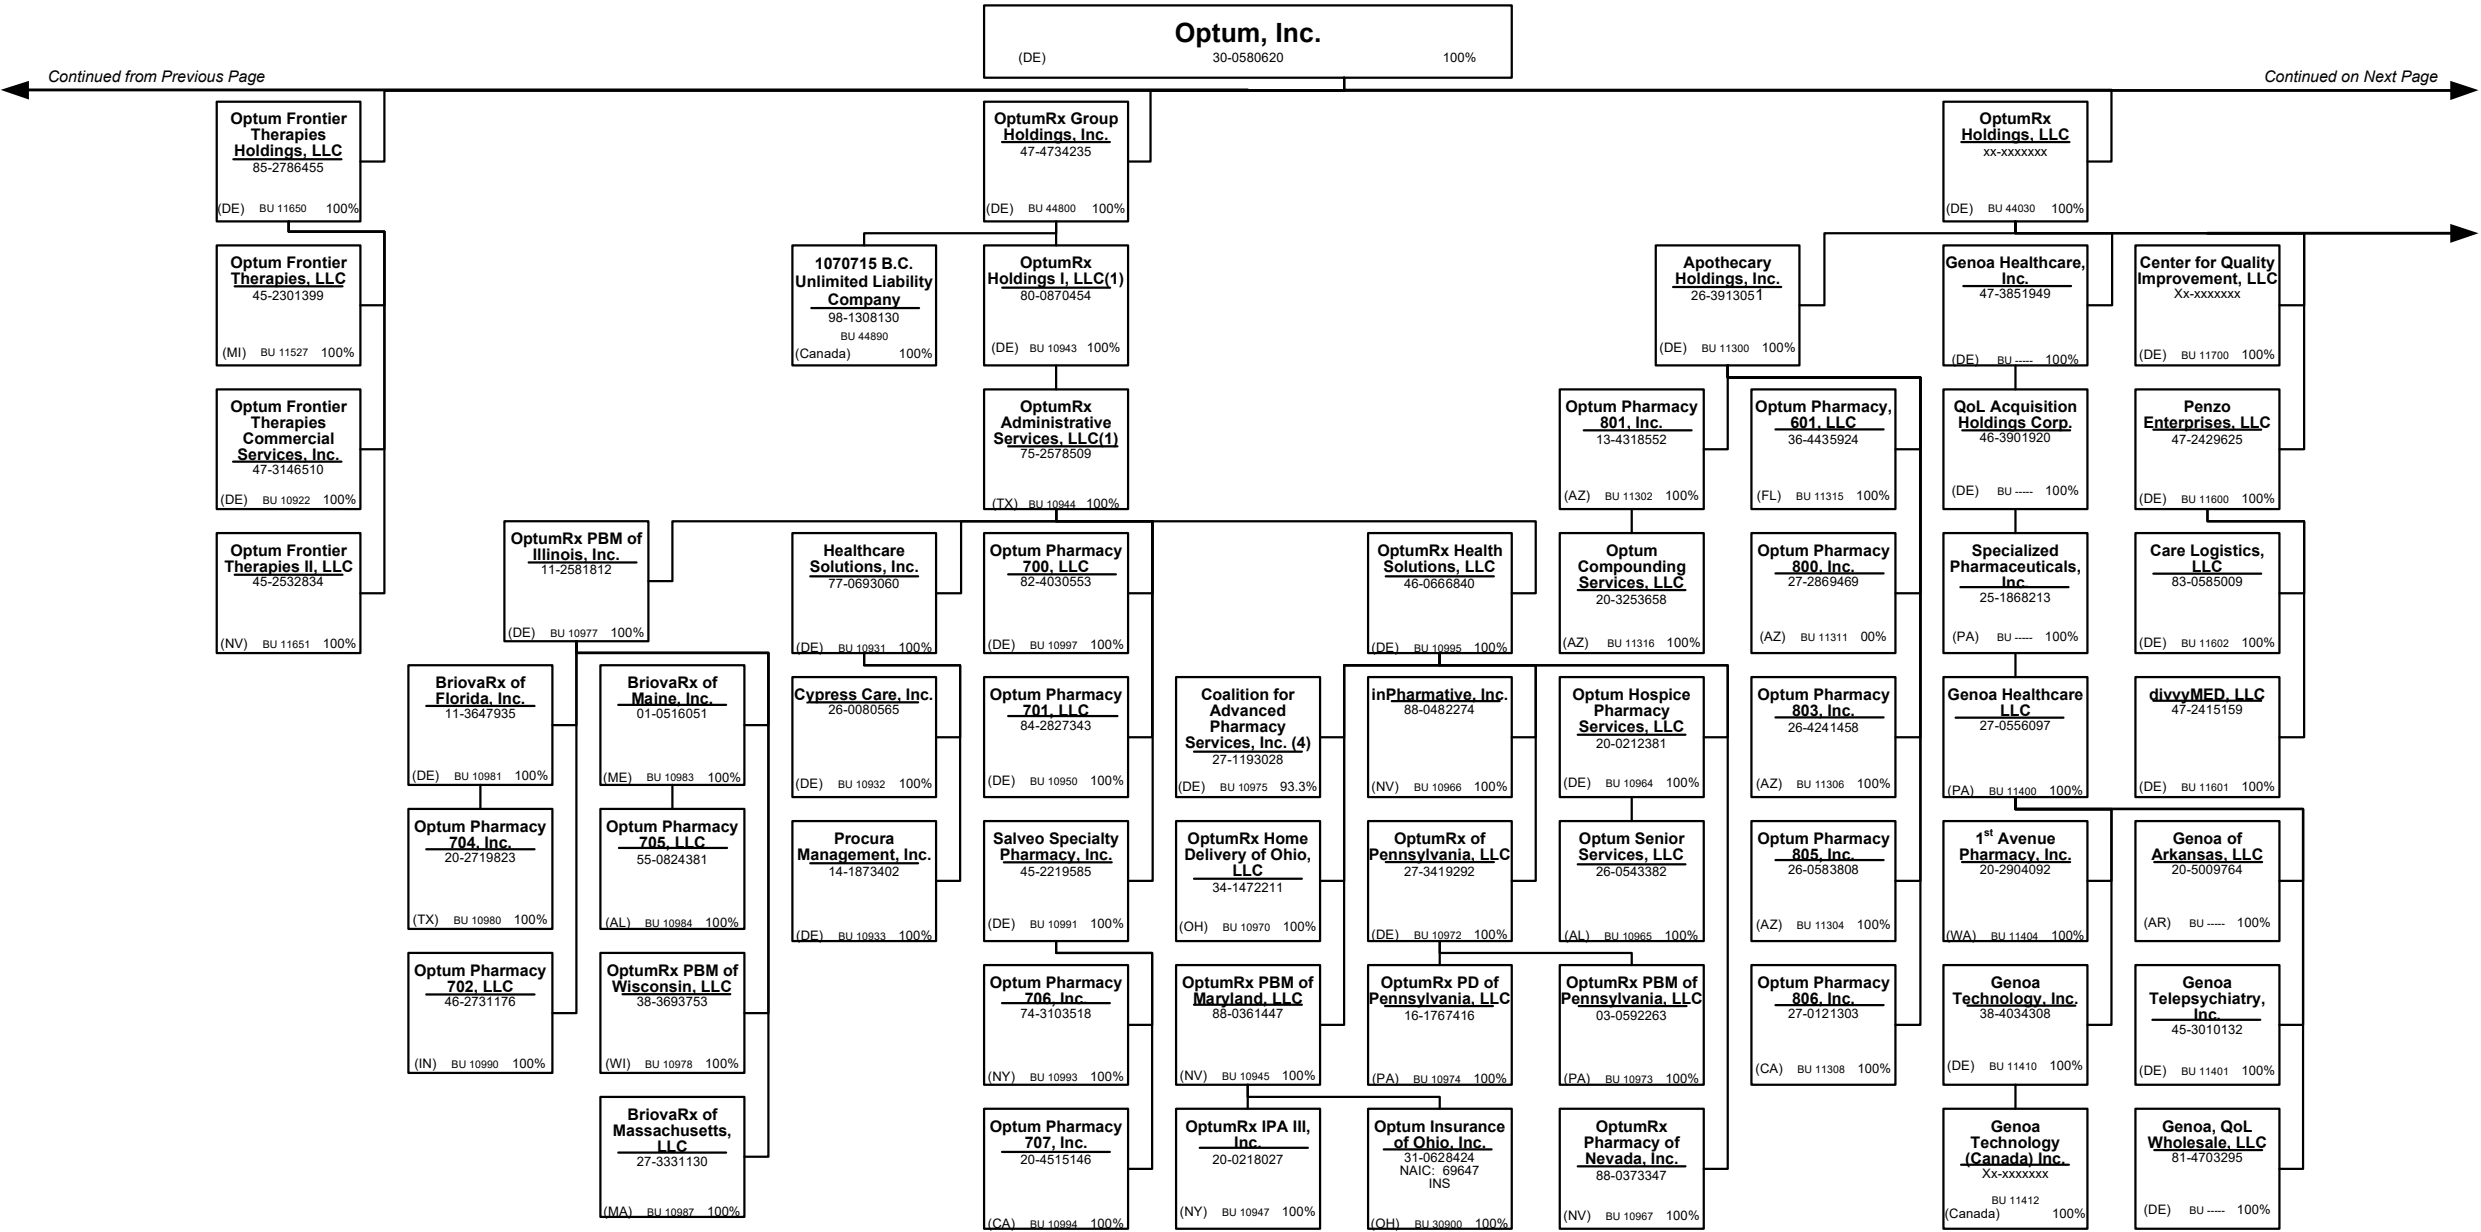 Optum, Inc.
(DE) 30-0580620 100%
Continued from Previous Page
Continued on Next Page
Optum Frontier
Therapies
Holdings, LLC
85-2786455
(DE) BU 11650 100%
OptumRx Group
Holdings, Inc.
47-4734235
(DE) BU 44800 100%
OptumRx
Holdings, LLC
xx-xxxxxxx
(DE) BU 44030 100%
Optum Frontier
Therapies, LLC
45-2301399
(MI) BU 11527 100%
1070715 B.C.
Unlimited Liability
Company
98-1308130
BU 44890
(Canada) 100%
OptumRx
Holdings I, LLC(1)
80-0870454
(DE) BU 10943 100%
Apothecary
Holdings, Inc.
26-3913051
(DE) BU 11300 100%
Genoa Healthcare,
Inc.
47-3851949
(DE) BU ----- 100%
Center for Quality
Improvement, LLC
Xx-xxxxxxx
(DE) BU 11700 100%
Optum Frontier
Therapies
Commercial
Services, Inc.
47-3146510
(DE) BU 10922 100%
OptumRx
Administrative
Services, LLC(1)
75-2578509
(TX) BU 10944 100%
Optum Pharmacy
801, Inc.
13-4318552
(AZ) BU 11302 100%
Optum Pharmacy,
601, LLC
36-4435924
(FL) BU 11315 100%
QoL Acquisition
Holdings Corp.
46-3901920
(DE) BU ----- 100%
Penzo
Enterprises, LLC
47-2429625
(DE) BU 11600 100%
Optum Frontier
Therapies II, LLC
45-2532834
(NV) BU 11651 100%
OptumRx PBM of
Illinois, Inc.
11-2581812
(DE) BU 10977 100%
Healthcare
Solutions, Inc.
77-0693060
(DE) BU 10931 100%
Optum Pharmacy
700, LLC
82-4030553
(DE) BU 10997 100%
OptumRx Health
Solutions, LLC
46-0666840
(DE) BU 10995 100%
Optum
Compounding
Services, LLC
20-3253658
(AZ) BU 11316 100%
Optum Pharmacy
800, Inc.
27-2869469
(AZ) BU 11311 00%
Specialized
Pharmaceuticals,
Inc.
25-1868213
(PA) BU ----- 100%
Care Logistics,
LLC
83-0585009
(DE) BU 11602 100%
BriovaRx of
Florida, Inc.
11-3647935
(DE) BU 10981 100%
BriovaRx of
Maine, Inc.
01-0516051
(ME) BU 10983 100%
Cypress Care, Inc.
26-0080565
(DE) BU 10932 100%
Optum Pharmacy
701, LLC
84-2827343
(DE) BU 10950 100%
Coalition for
Advanced
Pharmacy
Services, Inc. (4)
27-1193028
(DE) BU 10975 93.3%
inPharmative, Inc.
88-0482274
(NV) BU 10966 100%
Optum Hospice
Pharmacy
Services, LLC
20-0212381
(DE) BU 10964 100%
Optum Pharmacy
803, Inc.
26-4241458
(AZ) BU 11306 100%
Genoa Healthcare
LLC
27-0556097
(PA) BU 11400 100%
divvyMED, LLC
47-2415159
(DE) BU 11601 100%
Optum Pharmacy
704, Inc.
20-2719823
(TX) BU 10980 100%
Optum Pharmacy
705, LLC
55-0824381
(AL) BU 10984 100%
Procura
Management, Inc.
14-1873402
(DE) BU 10933 100%
Salveo Specialty
Pharmacy, Inc.
45-2219585
(DE) BU 10991 100%
OptumRx Home
Delivery of Ohio,
LLC
34-1472211
(OH) BU 10970 100%
OptumRx of
Pennsylvania, LLC
27-3419292
(DE) BU 10972 100%
Optum Senior
Services, LLC
26-0543382
(AL) BU 10965 100%
Optum Pharmacy
805, Inc.
26-0583808
(AZ) BU 11304 100%
1st Avenue
Pharmacy, Inc.
20-2904092
(WA) BU 11404 100%
Genoa of
Arkansas, LLC
20-5009764
(AR) BU ----- 100%
Optum Pharmacy
702, LLC
46-2731176
(IN) BU 10990 100%
OptumRx PBM of
Wisconsin, LLC
38-3693753
(WI) BU 10978 100%
Optum Pharmacy
706, Inc.
74-3103518
(NY) BU 10993 100%
OptumRx PBM of
Maryland, LLC
88-0361447
(NV) BU 10945 100%
OptumRx PD of
Pennsylvania, LLC
16-1767416
(PA) BU 10974 100%
OptumRx PBM of
Pennsylvania, LLC
03-0592263
(PA) BU 10973 100%
Optum Pharmacy
806, Inc.
27-0121303
(CA) BU 11308 100%
Genoa
Technology, Inc.
38-4034308
(DE) BU 11410 100%
Genoa
Telepsychiatry,
Inc.
45-3010132
(DE) BU 11401 100%
BriovaRx of
Massachusetts,
LLC
27-3331130
(MA) BU 10987 100%
Optum Pharmacy
707, Inc.
20-4515146
(CA) BU 10994 100%
OptumRx IPA III,
Inc.
20-0218027
(NY) BU 10947 100%
Optum Insurance
of Ohio, Inc.
31-0628424
NAIC: 69647
INS
(OH) BU 30900 100%
OptumRx
Pharmacy of
Nevada, Inc.
88-0373347
(NV) BU 10967 100%
Genoa
Technology
(Canada) Inc.
Xx-xxxxxxx
BU 11412
(Canada) 100%
Genoa, QoL
Wholesale, LLC
81-4703295
(DE) BU ----- 100%